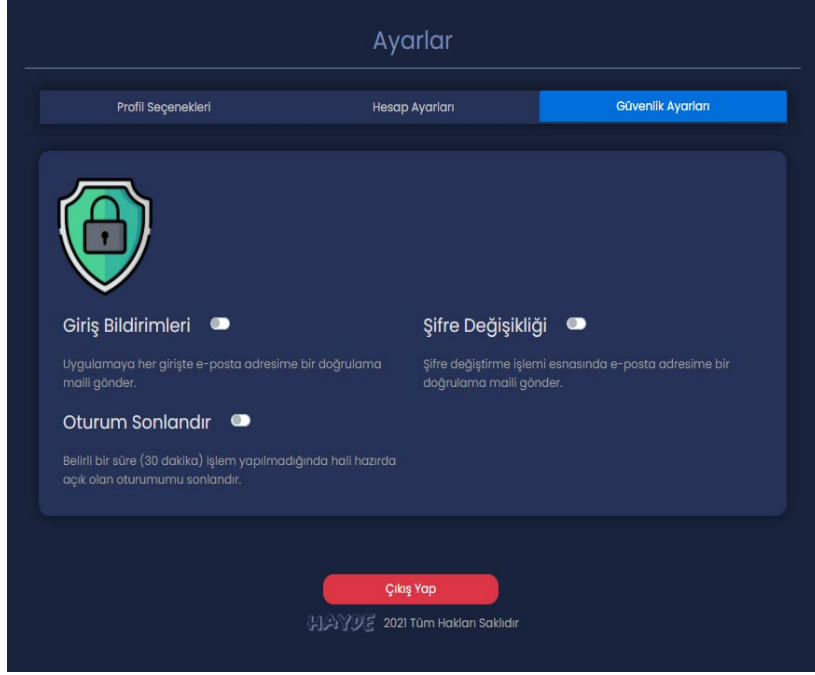 Ayarlar
Profil Seçenekleri
Hesap Ayarları
Güvenlik Ayarları
Giriş Bildirimleri
Uygulamaya her girişte e-posta adresime bir doğrulama
maili gönder.
Şifre Değişikliği
Şifre değiştirme işlemi esnasında e-posta adresime bir
doğrulama maili gönder.
Oturum Sonlandır
Belirli bir süre (30 dakika) işlem yapılmadığında hali hazırda
açık olan oturumumu sonlandır.
Çıkış Yap
HAYDE 2021 Tüm Hakları Saklıdır